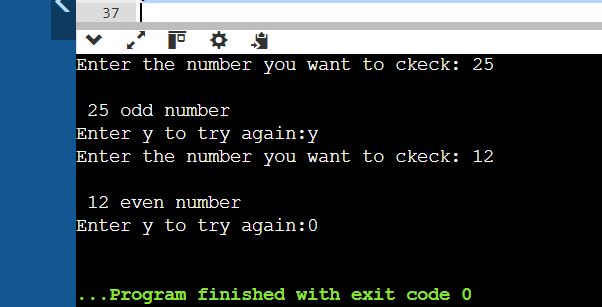 37
Enter the number you want to ckeck: 25
25 odd number
Enter y to try again:y
Enter the number you want to ckeck: 12
12 even number
Enter y to try again:0
...Program finished with exit code 0